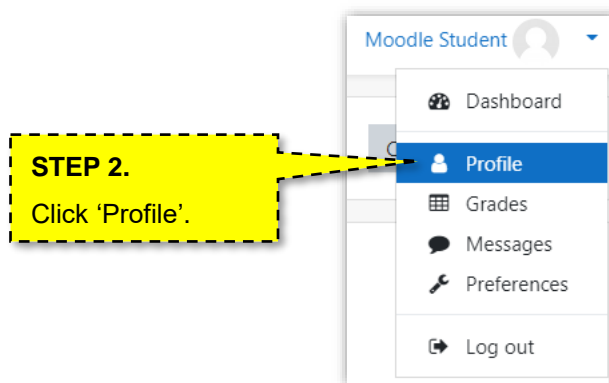 Moodle Student
Dashboard
STEP 2.
Click ‘Profile’.
Profile
Grades
Messages
Preferences
Log out